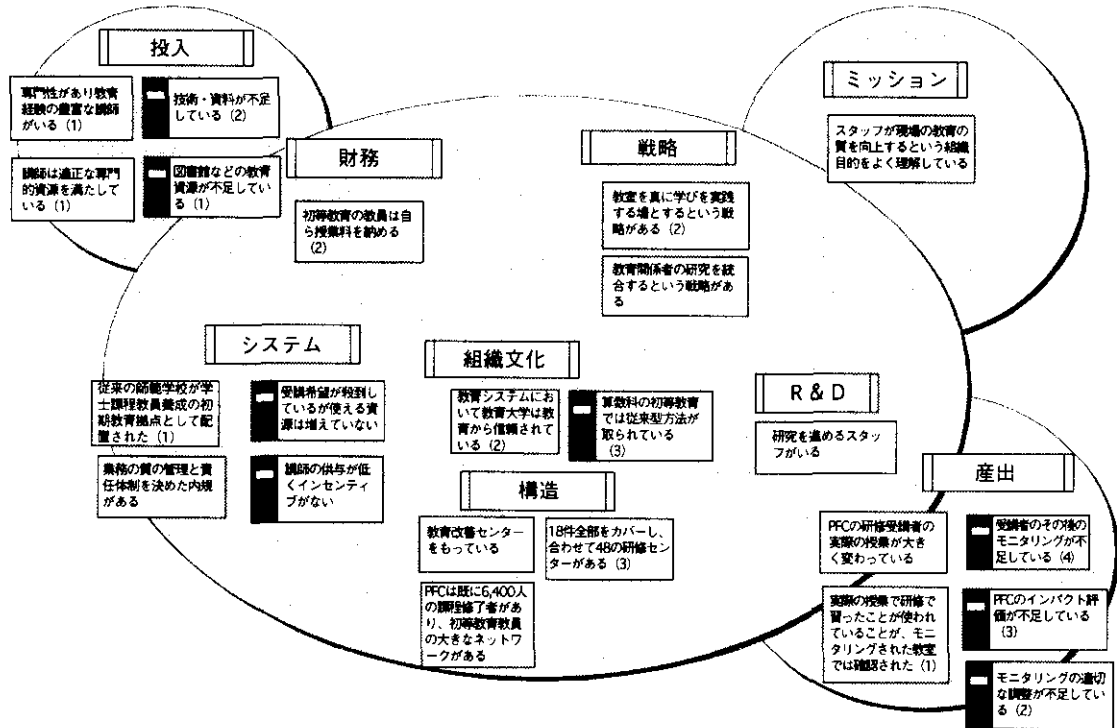 投入
専門性があり教育
経験の豊富な講師
がいる（1）
技術・資料が不足
している（2）
講師は適正な専門
的資源を満たして
いる（1）
図書館などの教育
資源が不足してい
る（1）
財務
初等教育の教員は自
ら授業料を納める
（2）
戦略
教室を真に学びを実践
する場とするという戦
略がある（2）
教育関係者の研究を統
合するという戦略があ
る
ミッション
スタッフが現場の教育の
質を向上するという組織
目的をよく理解している
システム
従来の師範学校が学
士課程教員養成の初
期教育拠点として配
置された（1）
受講希望が殺到
しているが使える資
源は増えていない
業務の質の管理と責
任体制を決めた内規
がある
講師の供与が低
くインセンティ
ブがない
組織文化
教育システムにお
いて教育大学は教
育から信頼されて
いる（2）
算数科の初等教育
では従来型方法が
取られている
（3）
構造
教育改善センター
をもっている
18件全部をカバーし、
合わせて48の研修セン
ターがある（3）
PFCは既に6,400人
の課程修了者があ
り、初等教育教員
の大きなネットワ
ークがある
R & D
研究を進めるスタッ
フがいる
産出
PFCの研修受講者の
実際の授業が大き
く変わっている
受講者のその後の
モニタリングが不
足している（4）
実際の授業で研修で
習ったことが使われ
ていることが、モニ
タリングされた教室
では確認された（1）
PFCのインパクト評
価が不足している
（3）
モニタリングの適切
な調整が不足してい
る（2）